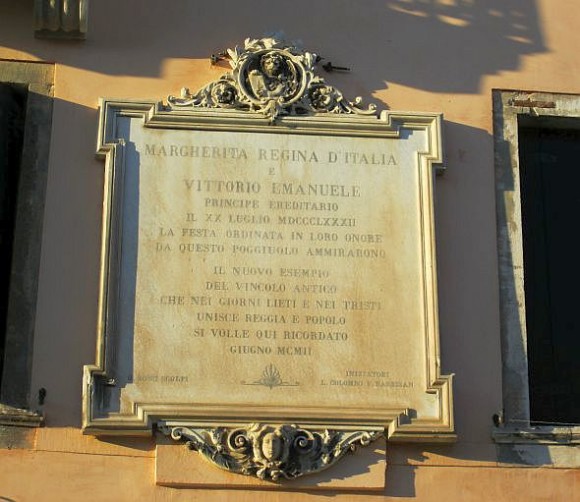 MARGHERITA REGINA D'ITALIA
E
VITTORIO EMANUELE
PRINCIPE EREDITARIO
IL XX LUGLIO MDCCCLXXXII
LA FESTA ORDINATA IN LORO ONORE
DA QUESTO POGGIUOLO AMMIRARONO
IL NUOVO ESEMPIO
DEL VINCOLO ANTICO
CHE NEI GIORNI LIETI E NEI TRISTI
UNISCE REGGIA E POPOLO
SI VOLLE QUI RICORDATO
GIUGNO MCMII
INIZIATORI